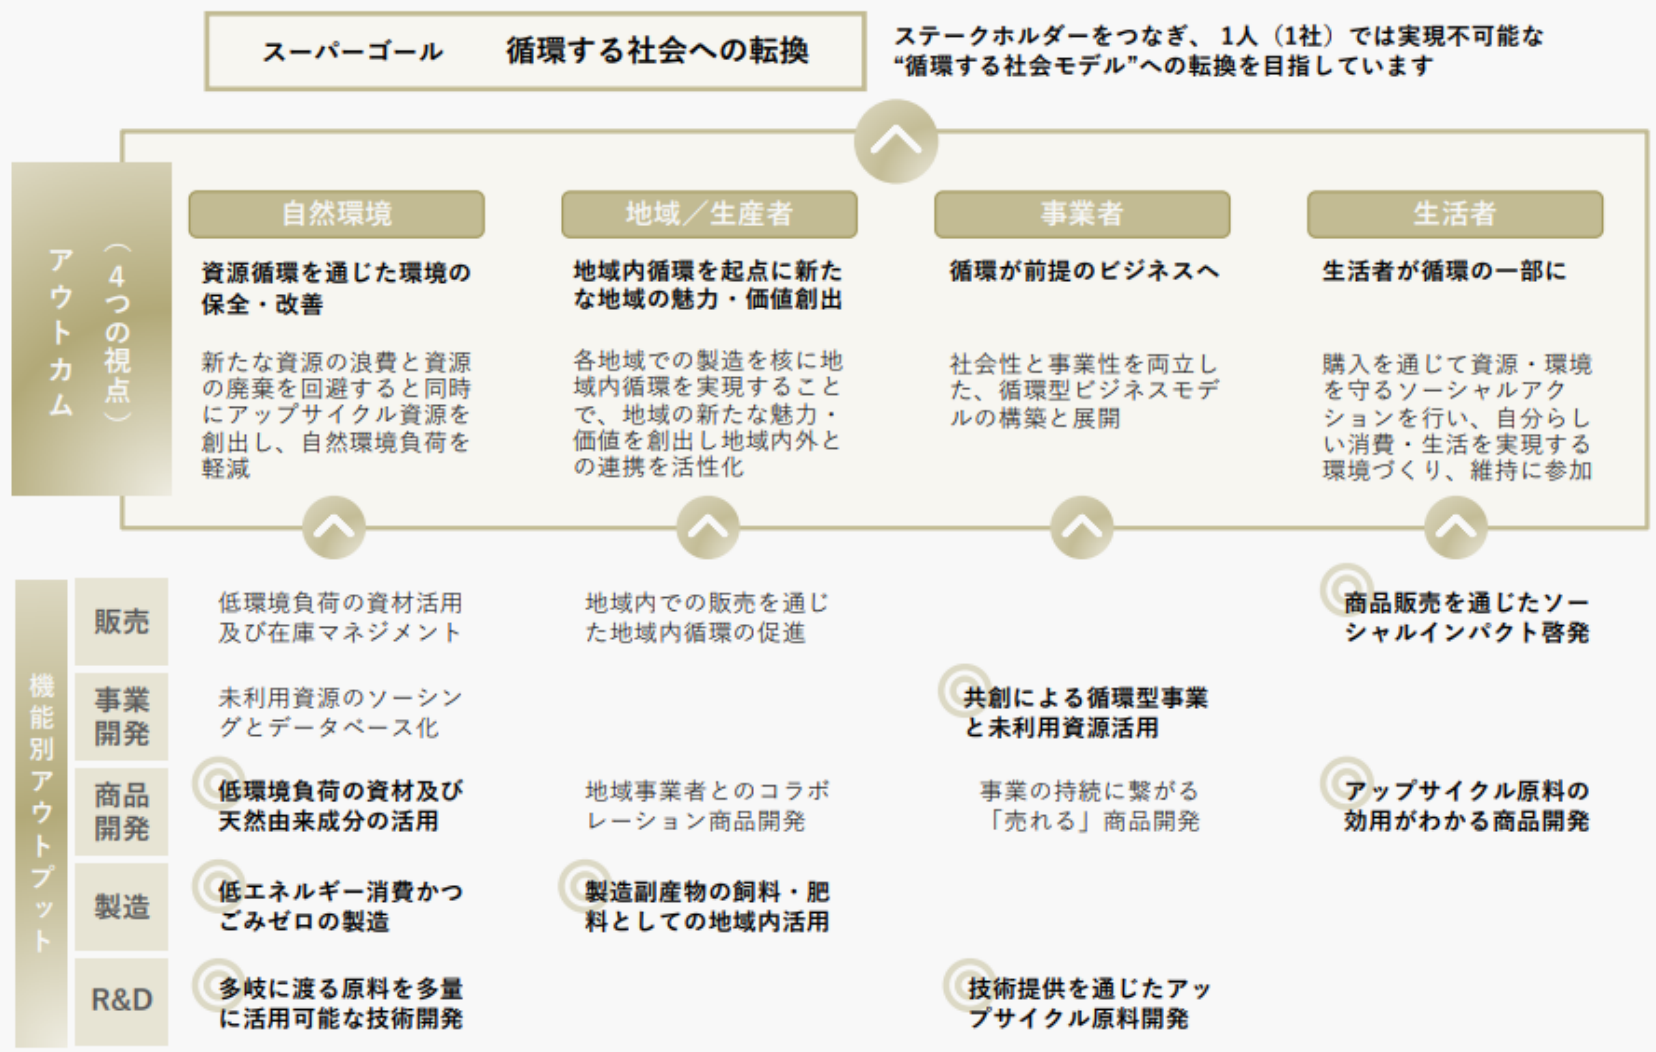 スーパーゴール　循環する社会への転換
ステークホルダーをつなぎ、1人（1社）では実現不可能な
“循環する社会モデル”への転換を目指しています
アウトカム
（4つの視点）
自然環境
資源循環を通じた環境の
保全・改善
新たな資源の浪費と資源
の廃棄を回避すると同時
にアップサイクル資源を
創出し、自然環境負荷を
軽減
地域／生産者
地域内循環を起点に新た
な地域の魅力・価値創出
各地域での製造を核に地
域内循環を実現すること
で、地域の新たな魅力・
価値を創出し地域内外と
の連携を活性化
事業者
循環が前提のビジネスへ
社会性と事業性を両立し
た、循環型ビジネスモデ
ルの構築と展開
生活者
生活者が循環の一部に
購入を通じて資源・環境
を守るソーシャルアク
ションを行い、自分らし
い消費・生活を実現する
環境づくり、維持に参加
機能別アウトプット
販売
低環境負荷の資材活用
及び在庫マネジメント
地域内での販売を通じ
た地域内循環の促進
商品販売を通じたソー
シャルインパクト啓発
事業
開発
未利用資源のソーシン
グとデータベース化
共創による循環型事業
と未利用資源活用
商品
開発
低環境負荷の資材及び
天然由来成分の活用
地域事業者とのコラボ
レーション商品開発
事業の持続に繋がる
「売れる」商品開発
アップサイクル原料の
効用がわかる商品開発
製造
低エネルギー消費かつ
ごみゼロの製造
製造副産物の飼料・肥
料としての地域内活用
R&D
多岐に渡る原料を多量
に活用可能な技術開発
技術提供を通じたアッ
プサイクル原料開発